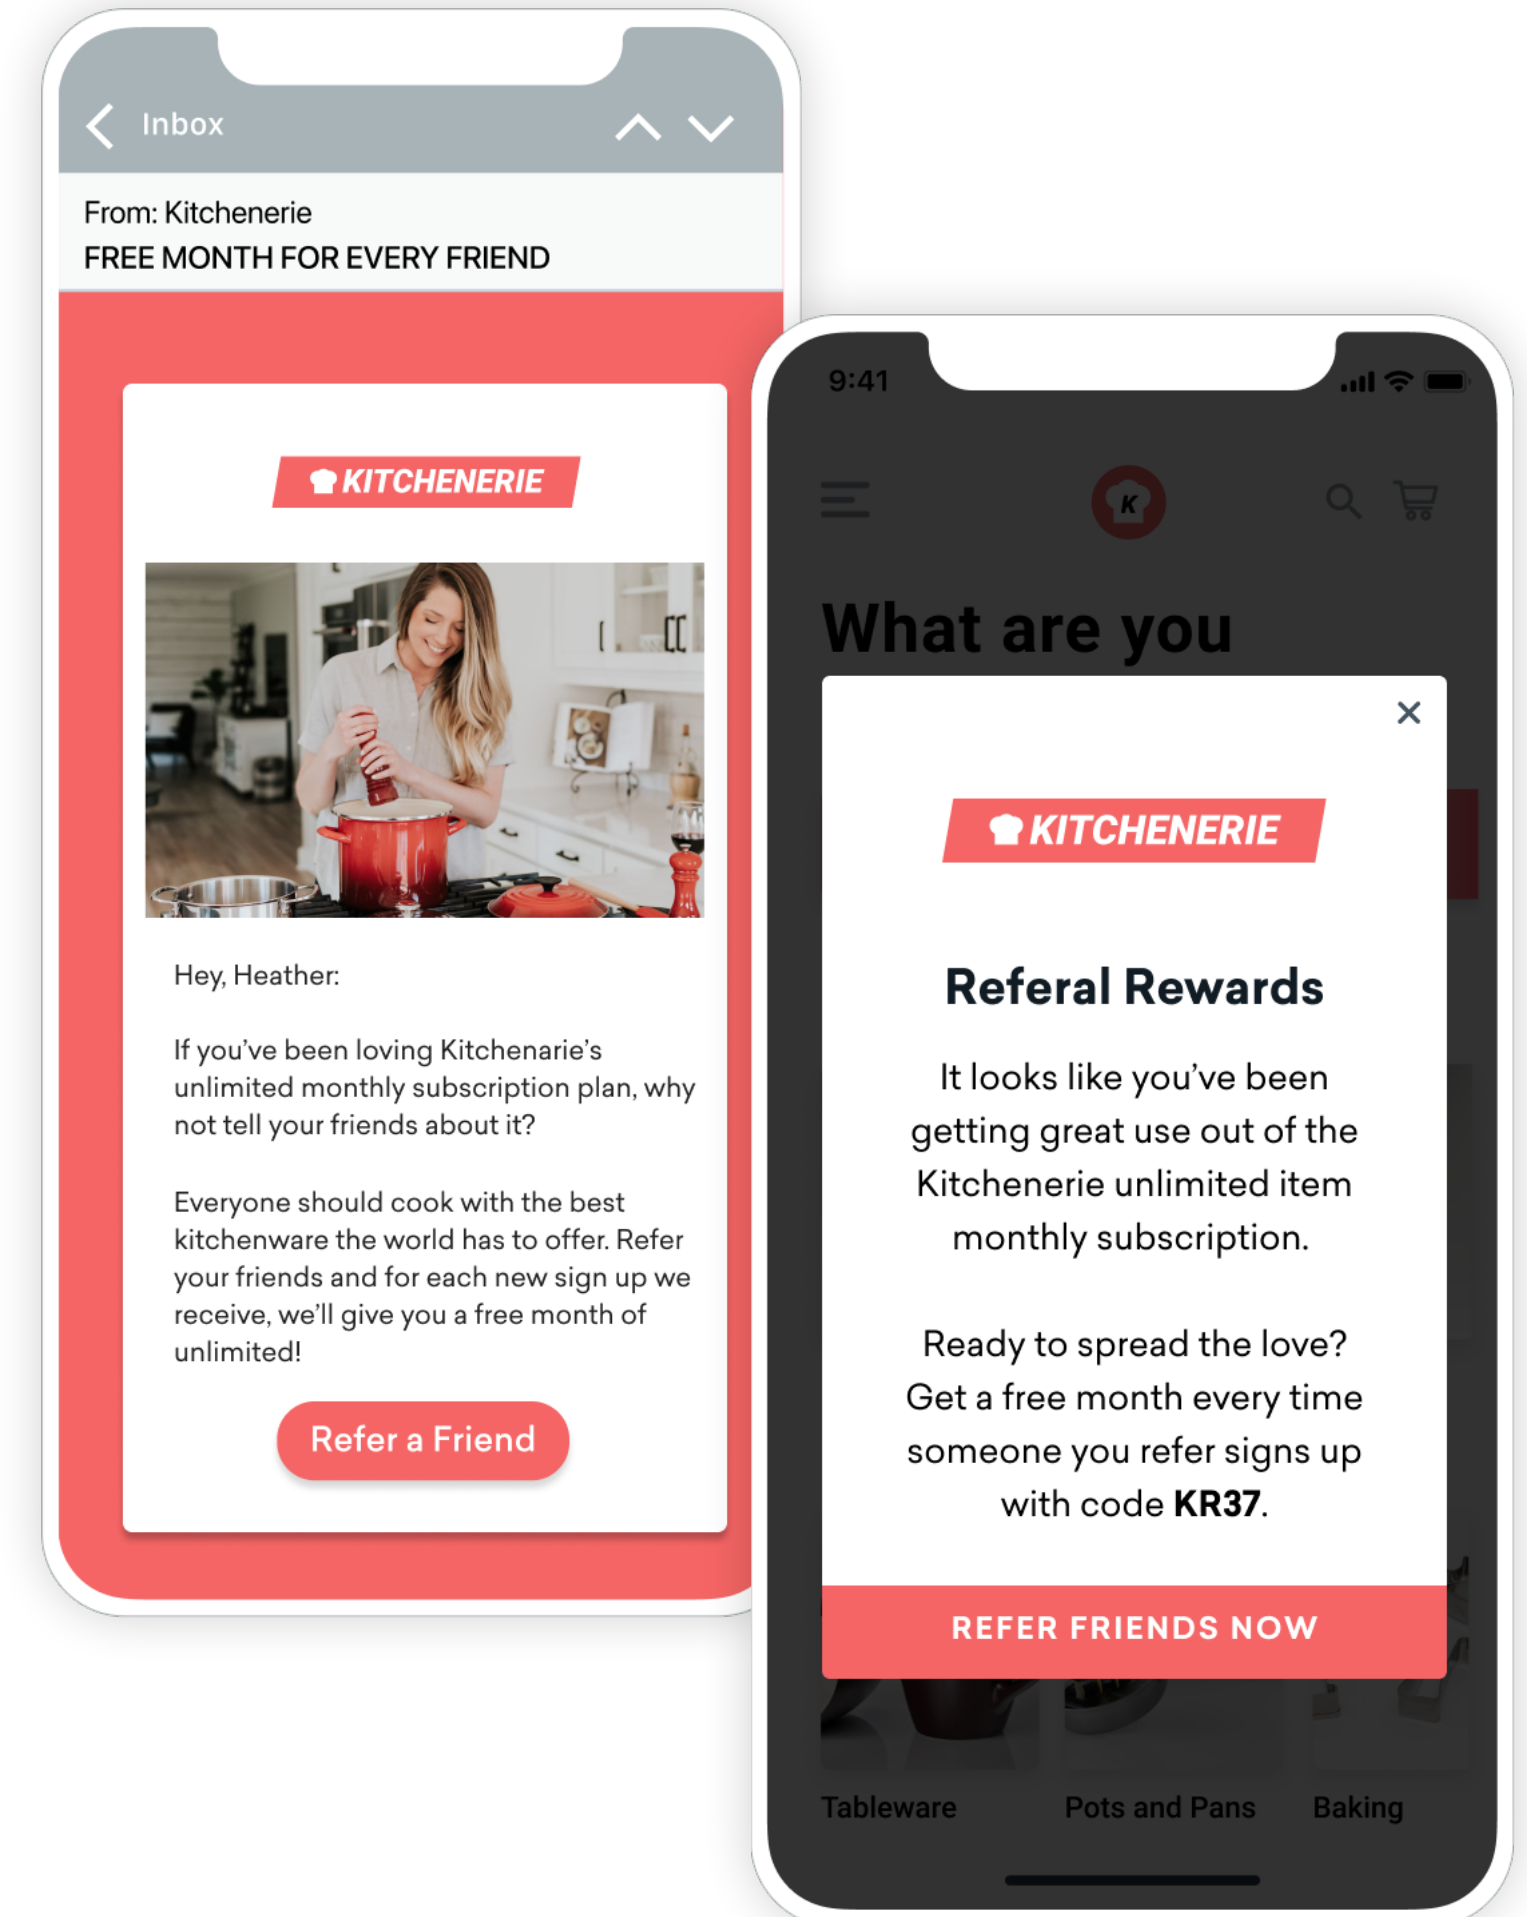 Inbox
From: Kitchenerie
FREE MONTH FOR EVERY FRIEND
KITCHENERIE
Hey, Heather:
If you’ve been loving Kitchenarie’s
unlimited monthly subscription plan, why
not tell your friends about it?
Everyone should cook with the best
kitchenware the world has to offer. Refer
your friends and for each new sign up we
receive, we’ll give you a free month of
unlimited!
Refer a Friend
9:41
K
What are you
KITCHENERIE
Referal Rewards
It looks like you’ve been
getting great use out of the
Kitchenerie unlimited item
monthly subscription.
Ready to spread the love?
Get a free month every time
someone you refer signs up
with code KR37.
REFER FRIENDS NOW
Tableware
Pots and Pans
Baking